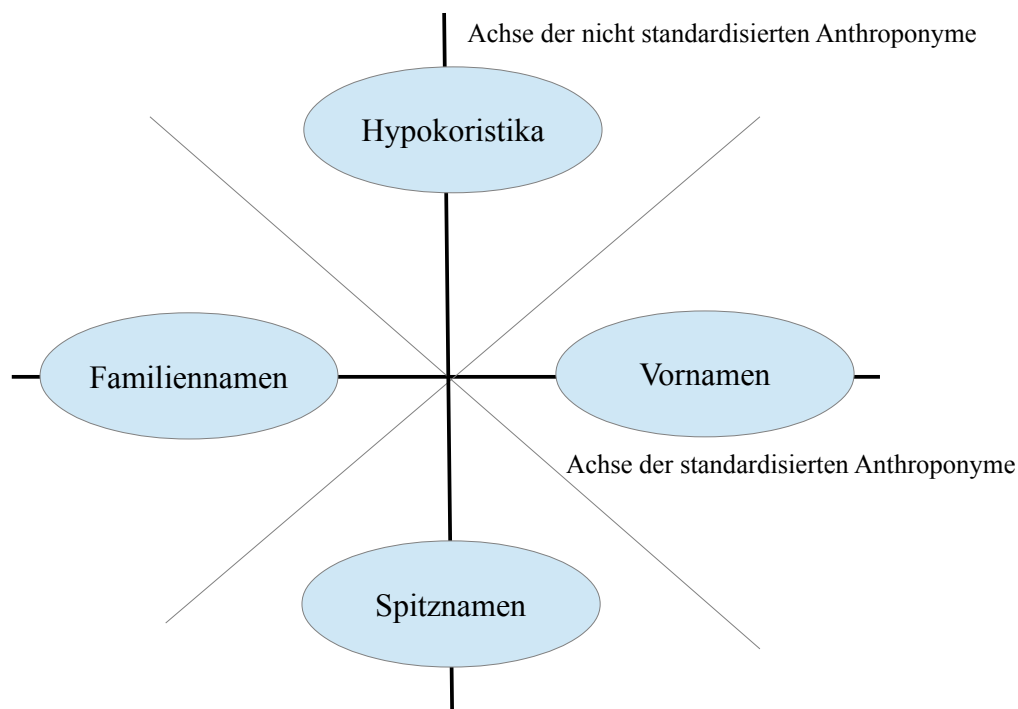 Achse der nicht standardisierten Anthroponyme
Hypokoristika
Familiennamen
Vornamen
Achse der standardisierten Anthroponyme
Spitznamen